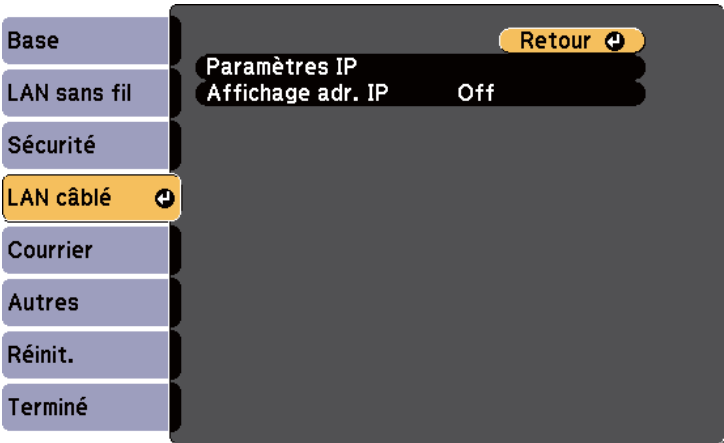 Base
LAN sans fil
Sécurité
LAN câblé
Courrier
Autres
Réinit.
Terminé
Retour
Paramètres IP
Affichage adr. IP Off